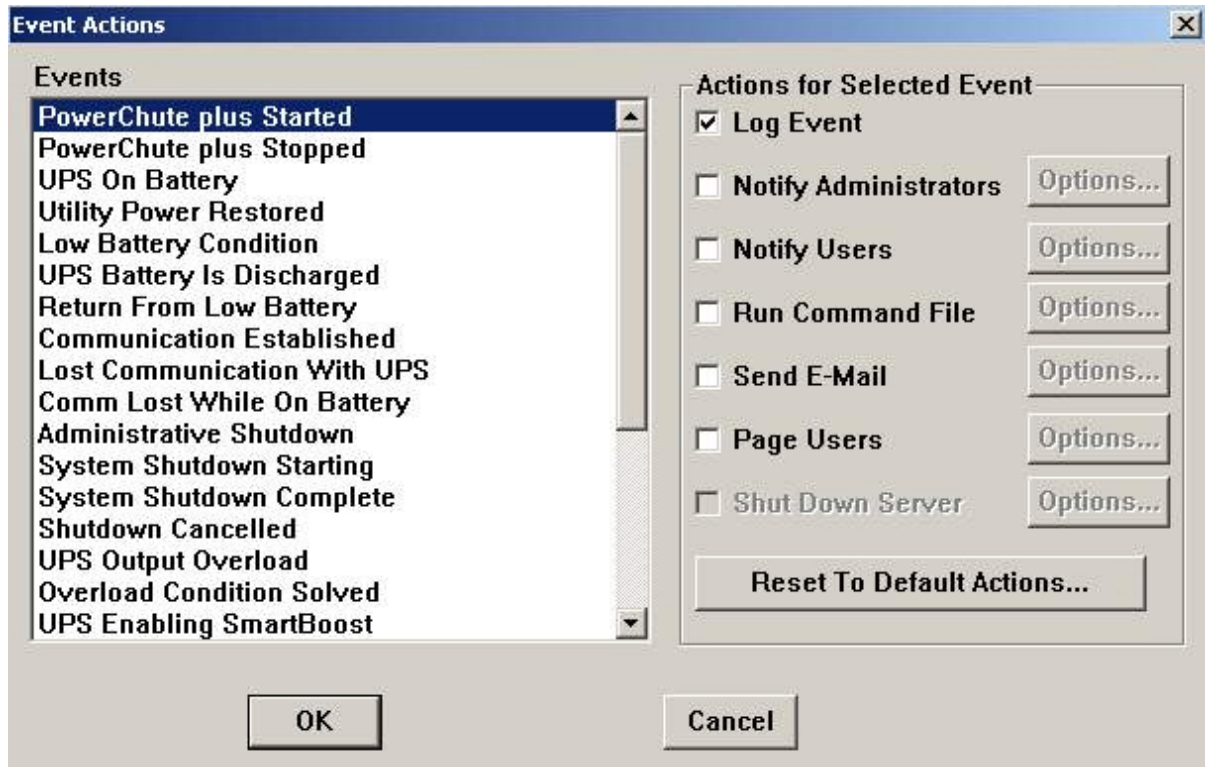 Event Actions
Events
PowerChute plus Started
PowerChute plus Stopped
UPS On Battery
Utility Power Restored
Low Battery Condition
UPS Battery Is Discharged
Return From Low Battery
Communication Established
Lost Communication With UPS
Comm Lost While On Battery
Administrative Shutdown
System Shutdown Starting
System Shutdown Complete
Shutdown Cancelled
UPS Output Overload
Overload Condition Solved
UPS Enabling SmartBoost
Actions for Selected Event
Log Event
Notify Administrators Options...
Notify Users Options...
Run Command File Options...
Send E-Mail Options...
Page Users Options...
Shut Down Server Options...
Reset To Default Actions...
OK Cancel